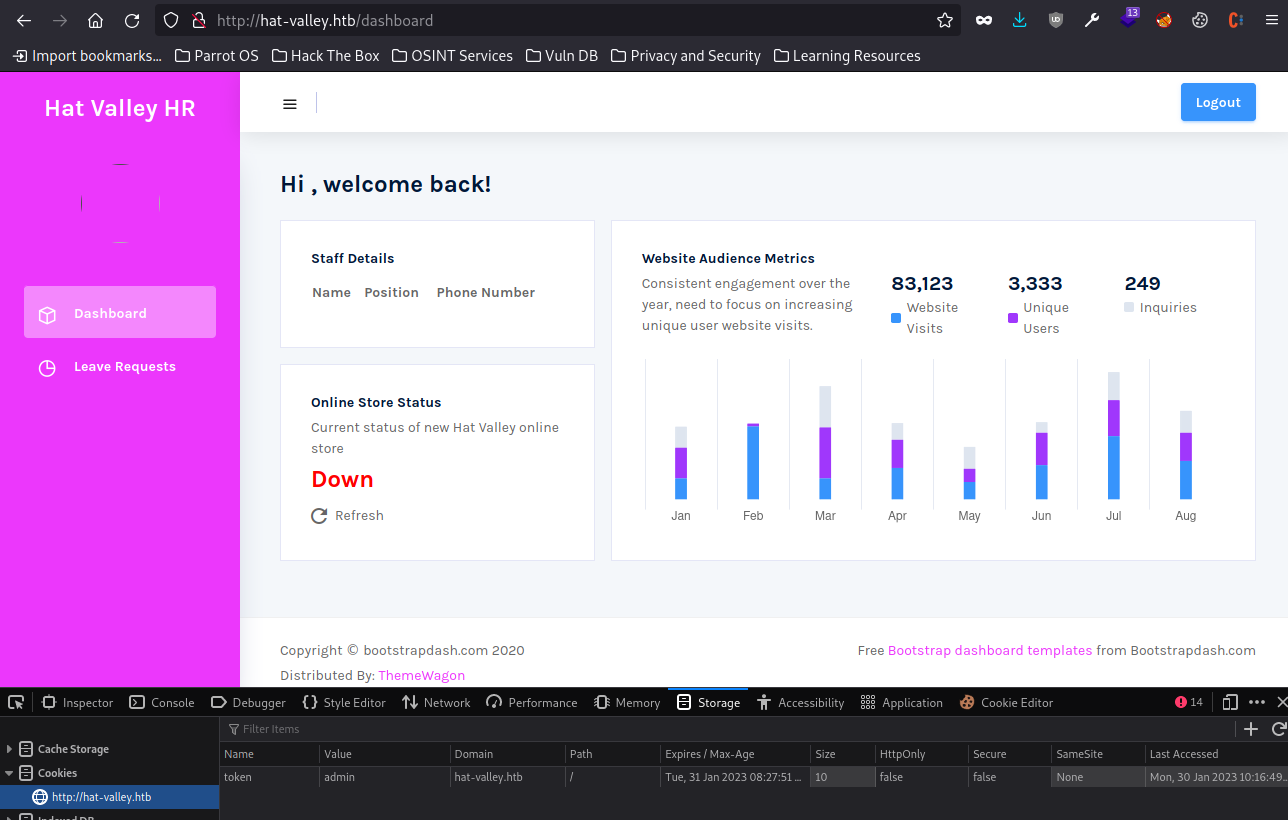 http://hat-valley.htb/dashboard
13
Import bookmarks... Parrot OS Hack The Box OSINT Services Vuln DB Privacy and Security Learning Resources
Hat Valley HR
Logout
Dashboard
Leave Requests
Hi , welcome back!
Staff Details
Name Position Phone Number
Online Store Status
Current status of new Hat Valley online
store
Down
Refresh
Website Audience Metrics
Consistent engagement over the
year, need to focus on increasing
unique user website visits.
83,123
Website
Visits
3,333
Unique
Users
249
Inquiries
Jan Feb Mar Apr May Jun Jul Aug
Copyright © bootstrapdash.com 2020
Distributed By: ThemeWagon
Free Bootstrap dashboard templates from Bootstrapdash.com
Inspector Console Debugger Style Editor Network Performance Memory Storage Accessibility Application Cookie Editor 14
Filter Items
Cache Storage
Cookies
http://hat-valley.htb
Name Value Domain Path Expires / Max-Age Size HttpOnly Secure SameSite Last Accessed
token admin hat-valley.htb / Tue, 31 Jan 2023 08:27:51 ... 10 false false None Mon, 30 Jan 2023 10:16:49...